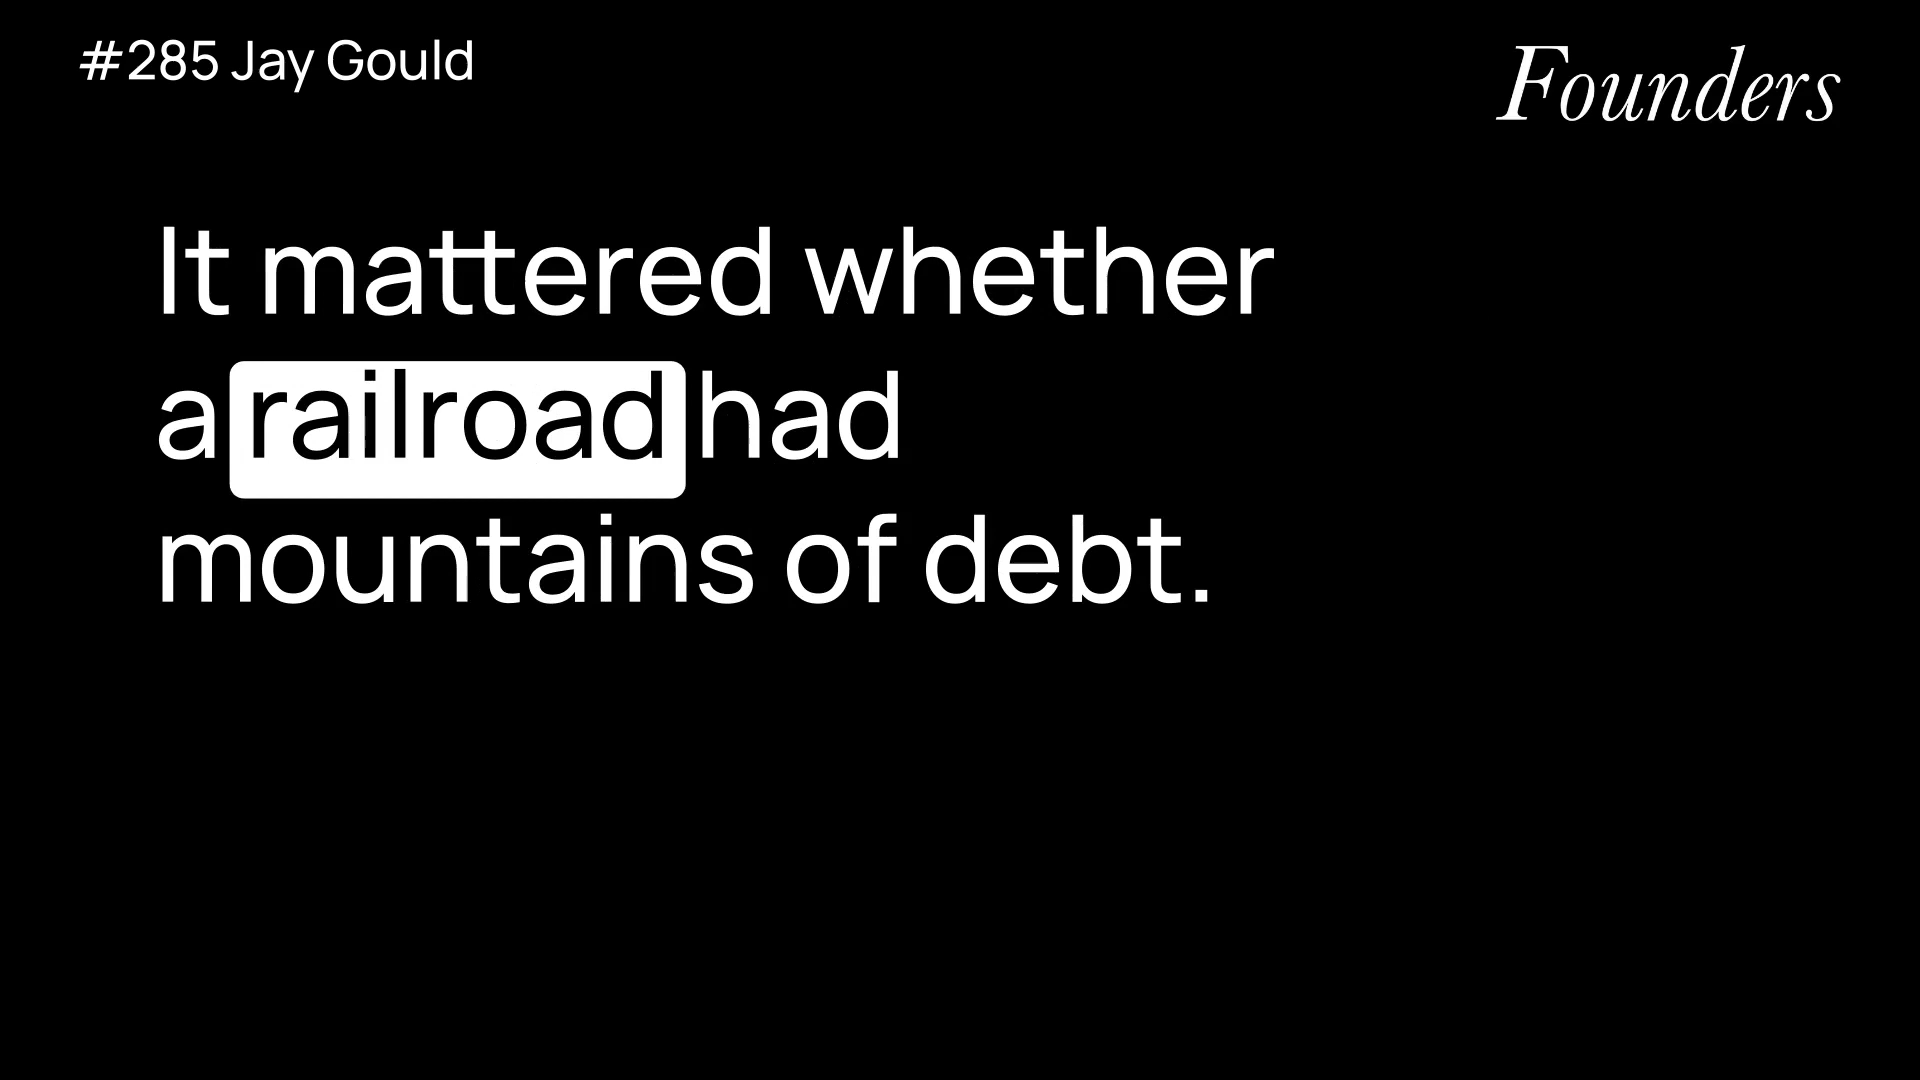 #285 Jay Gould
Founders
It mattered whether
a railroad had
mountains of debt.